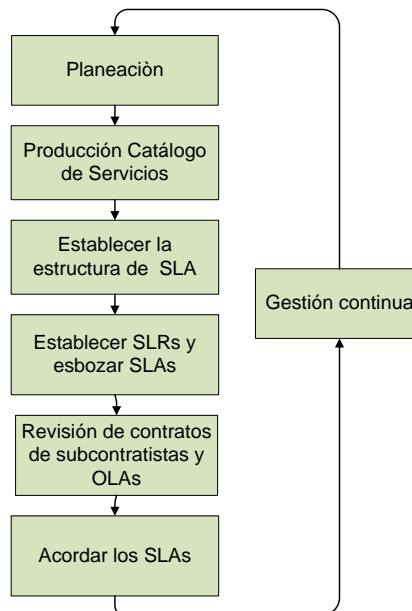 Planeaciòn
Producción Catálogo
de Servicios
Establecer la
estructura de SLA
Establecer SLRs y
esbozar SLAs
Revisión de contratos
de subcontratistas y
OLAs
Acordar los SLAs
Gestión continua